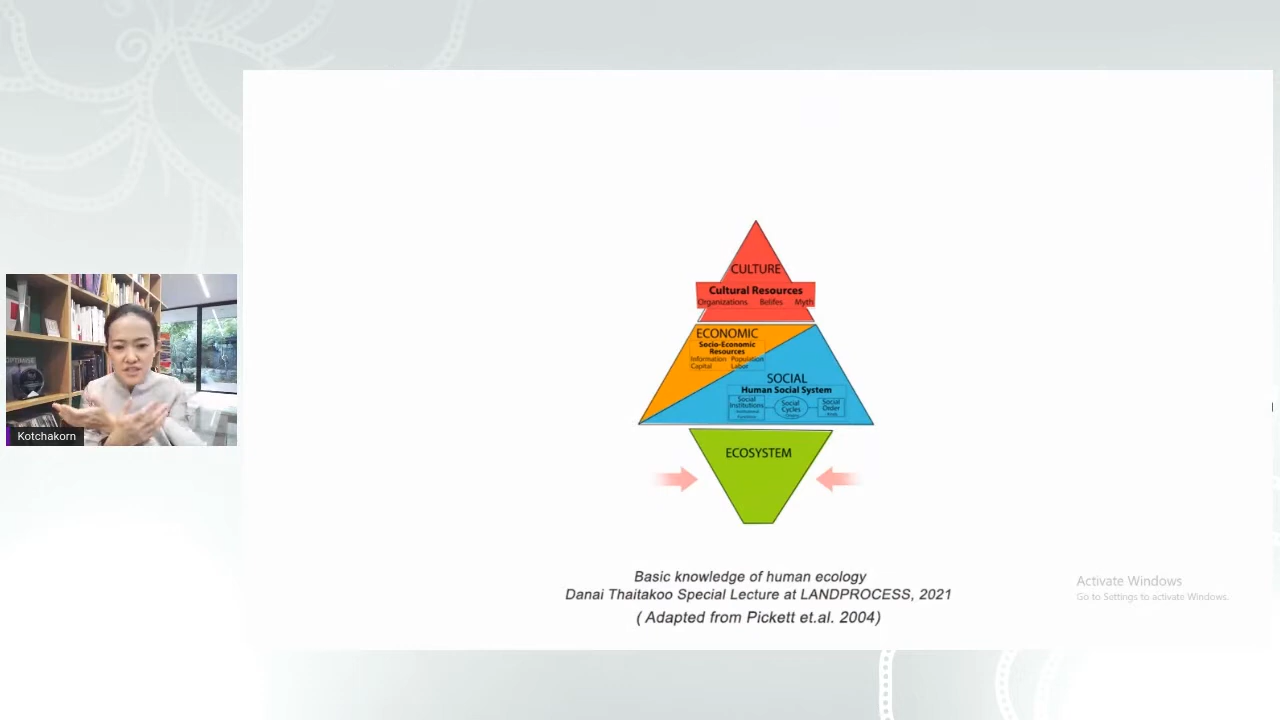 CULTURE
Cultural Resources
Organizations Belifes Myth
ECONOMIC
Socio-Economic
Resources
Information Population
Capital Labor
SOCIAL
Human Social System
Social
Institutions
Social
Cycles
Social
Order
ECOSYSTEM
Kotchakorn
Basic knowledge of human ecology
Danai Thaitakoo Special Lecture at LANDPROCESS, 2021
( Adapted from Pickett et.al. 2004)
Activate Windows
Go to Settings to activate Windows.